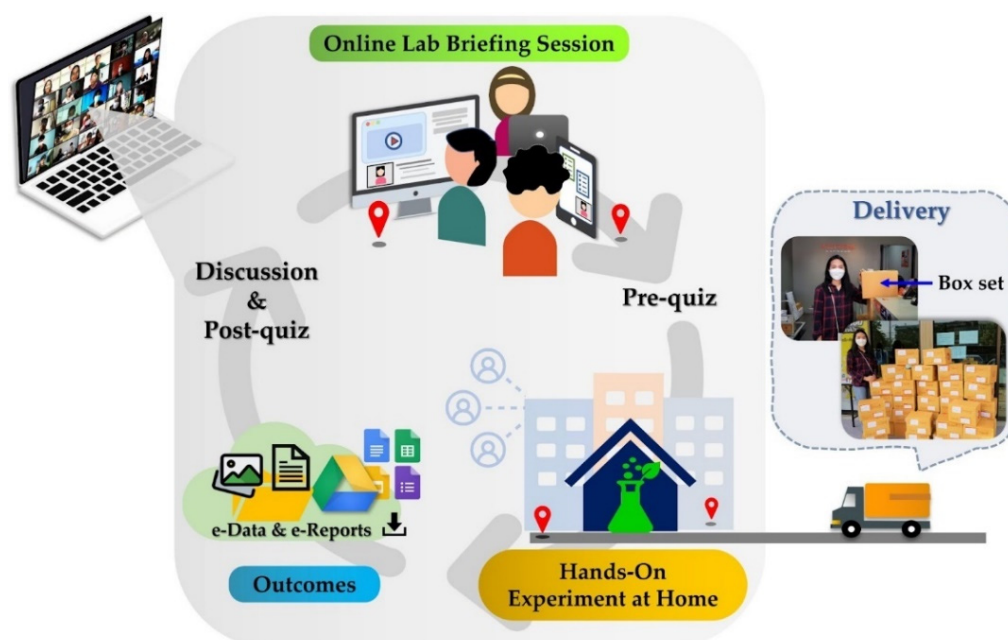 Online Lab Briefing Session
Delivery
Box set
Discussion
&
Post-quiz
Pre-quiz
e-Data & e-Reports
Outcomes
Hands-On
Experiment at Home